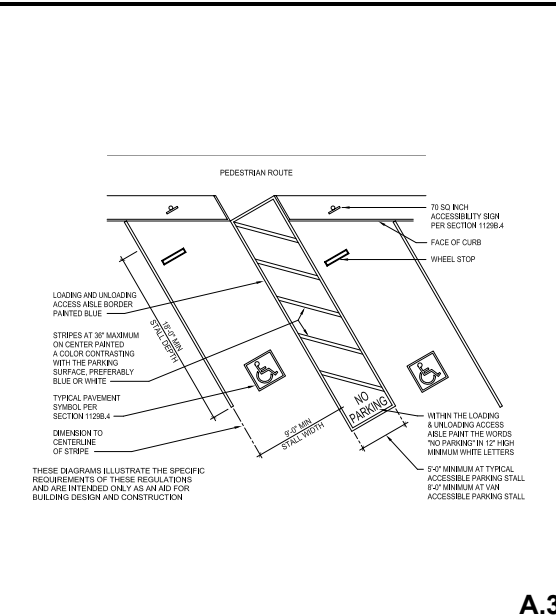 PEDESTRIAN ROUTE
70 SQ INCH
ACCESSIBILITY SIGN
PER SECTION 1129B.4
FACE OF CURB
WHEEL STOP
LOADING AND UNLOADING
ACCESS AISLE BORDER
PAINTED BLUE
18'-0" MIN
STALL DEPTH
STRIPES AT 36" MAXIMUM
ON CENTER PAINTED
A COLOR CONTRASTING
WITH THE PARKING
SURFACE, PREFERABLY
BLUE OR WHITE
TYPICAL PAVEMENT
SYMBOL PER
SECTION 1129B.4
DIMENSION TO
CENTERLINE
OF STRIPE
9'-0" MIN
STALL WIDTH
NO
PARKING
WITHIN THE LOADING
& UNLOADING ACCESS
AISLE PAINT THE WORDS
"NO PARKING" IN 12" HIGH
MINIMUM WHITE LETTERS
5'-0" MINIMUM AT TYPICAL
ACCESSIBLE PARKING STALL
8'-0" MINIMUM AT VAN
ACCESSIBLE PARKING STALL
THESE DIAGRAMS ILLUSTRATE THE SPECIFIC
REQUIREMENTS OF THESE REGULATIONS
AND ARE INTENDED ONLY AS AN AID FOR
BUILDING DESIGN AND CONSTRUCTION
A.3